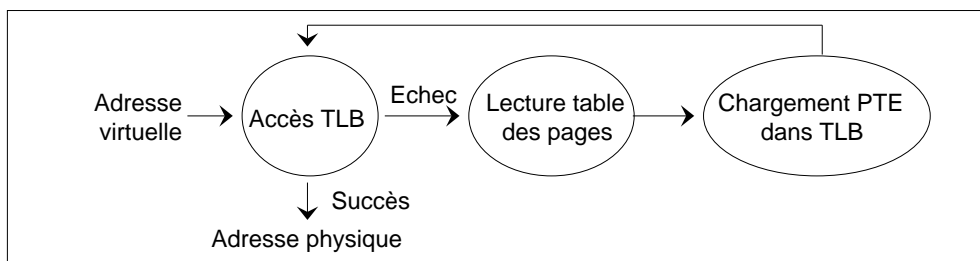 Adresse
virtuelle
Accès TLB
Echec
Lecture table
des pages
Chargement PTE
dans TLB
Succès
Adresse physique